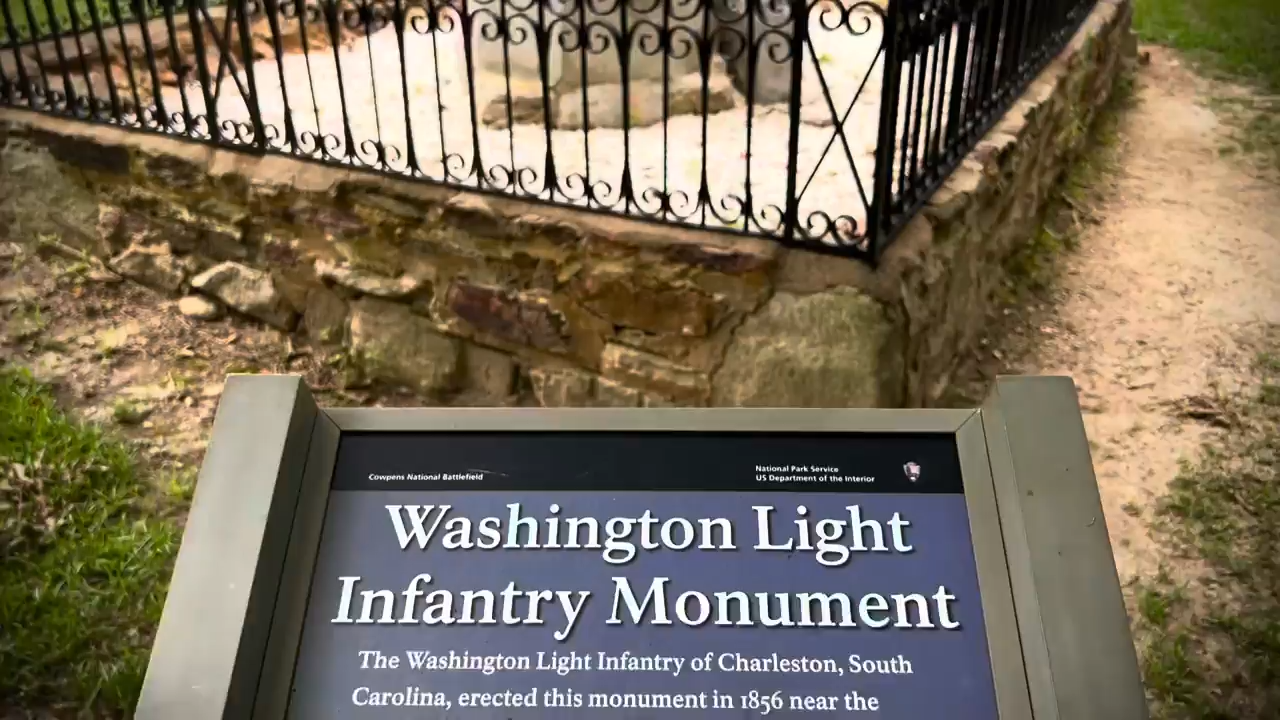 Cowpens National Battlefield
National Park Service
US Department of the Interior
Washington Light
Infantry Monument
The Washington Light Infantry of Charleston, South
Carolina, erected this monument in 1856 near the